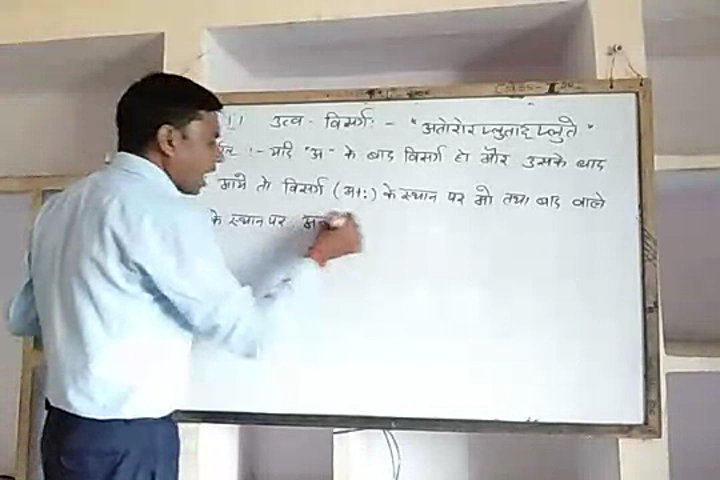 उत्व - विसर्ग: - "अतोरोरप्लुतादप्लुते"
:- यदि "अ" के बाद विसर्ग हो और उसके बाद
आये तो विसर्ग (अ+:) के स्थान पर ओ तथा बाद वाले
के स्थान पर